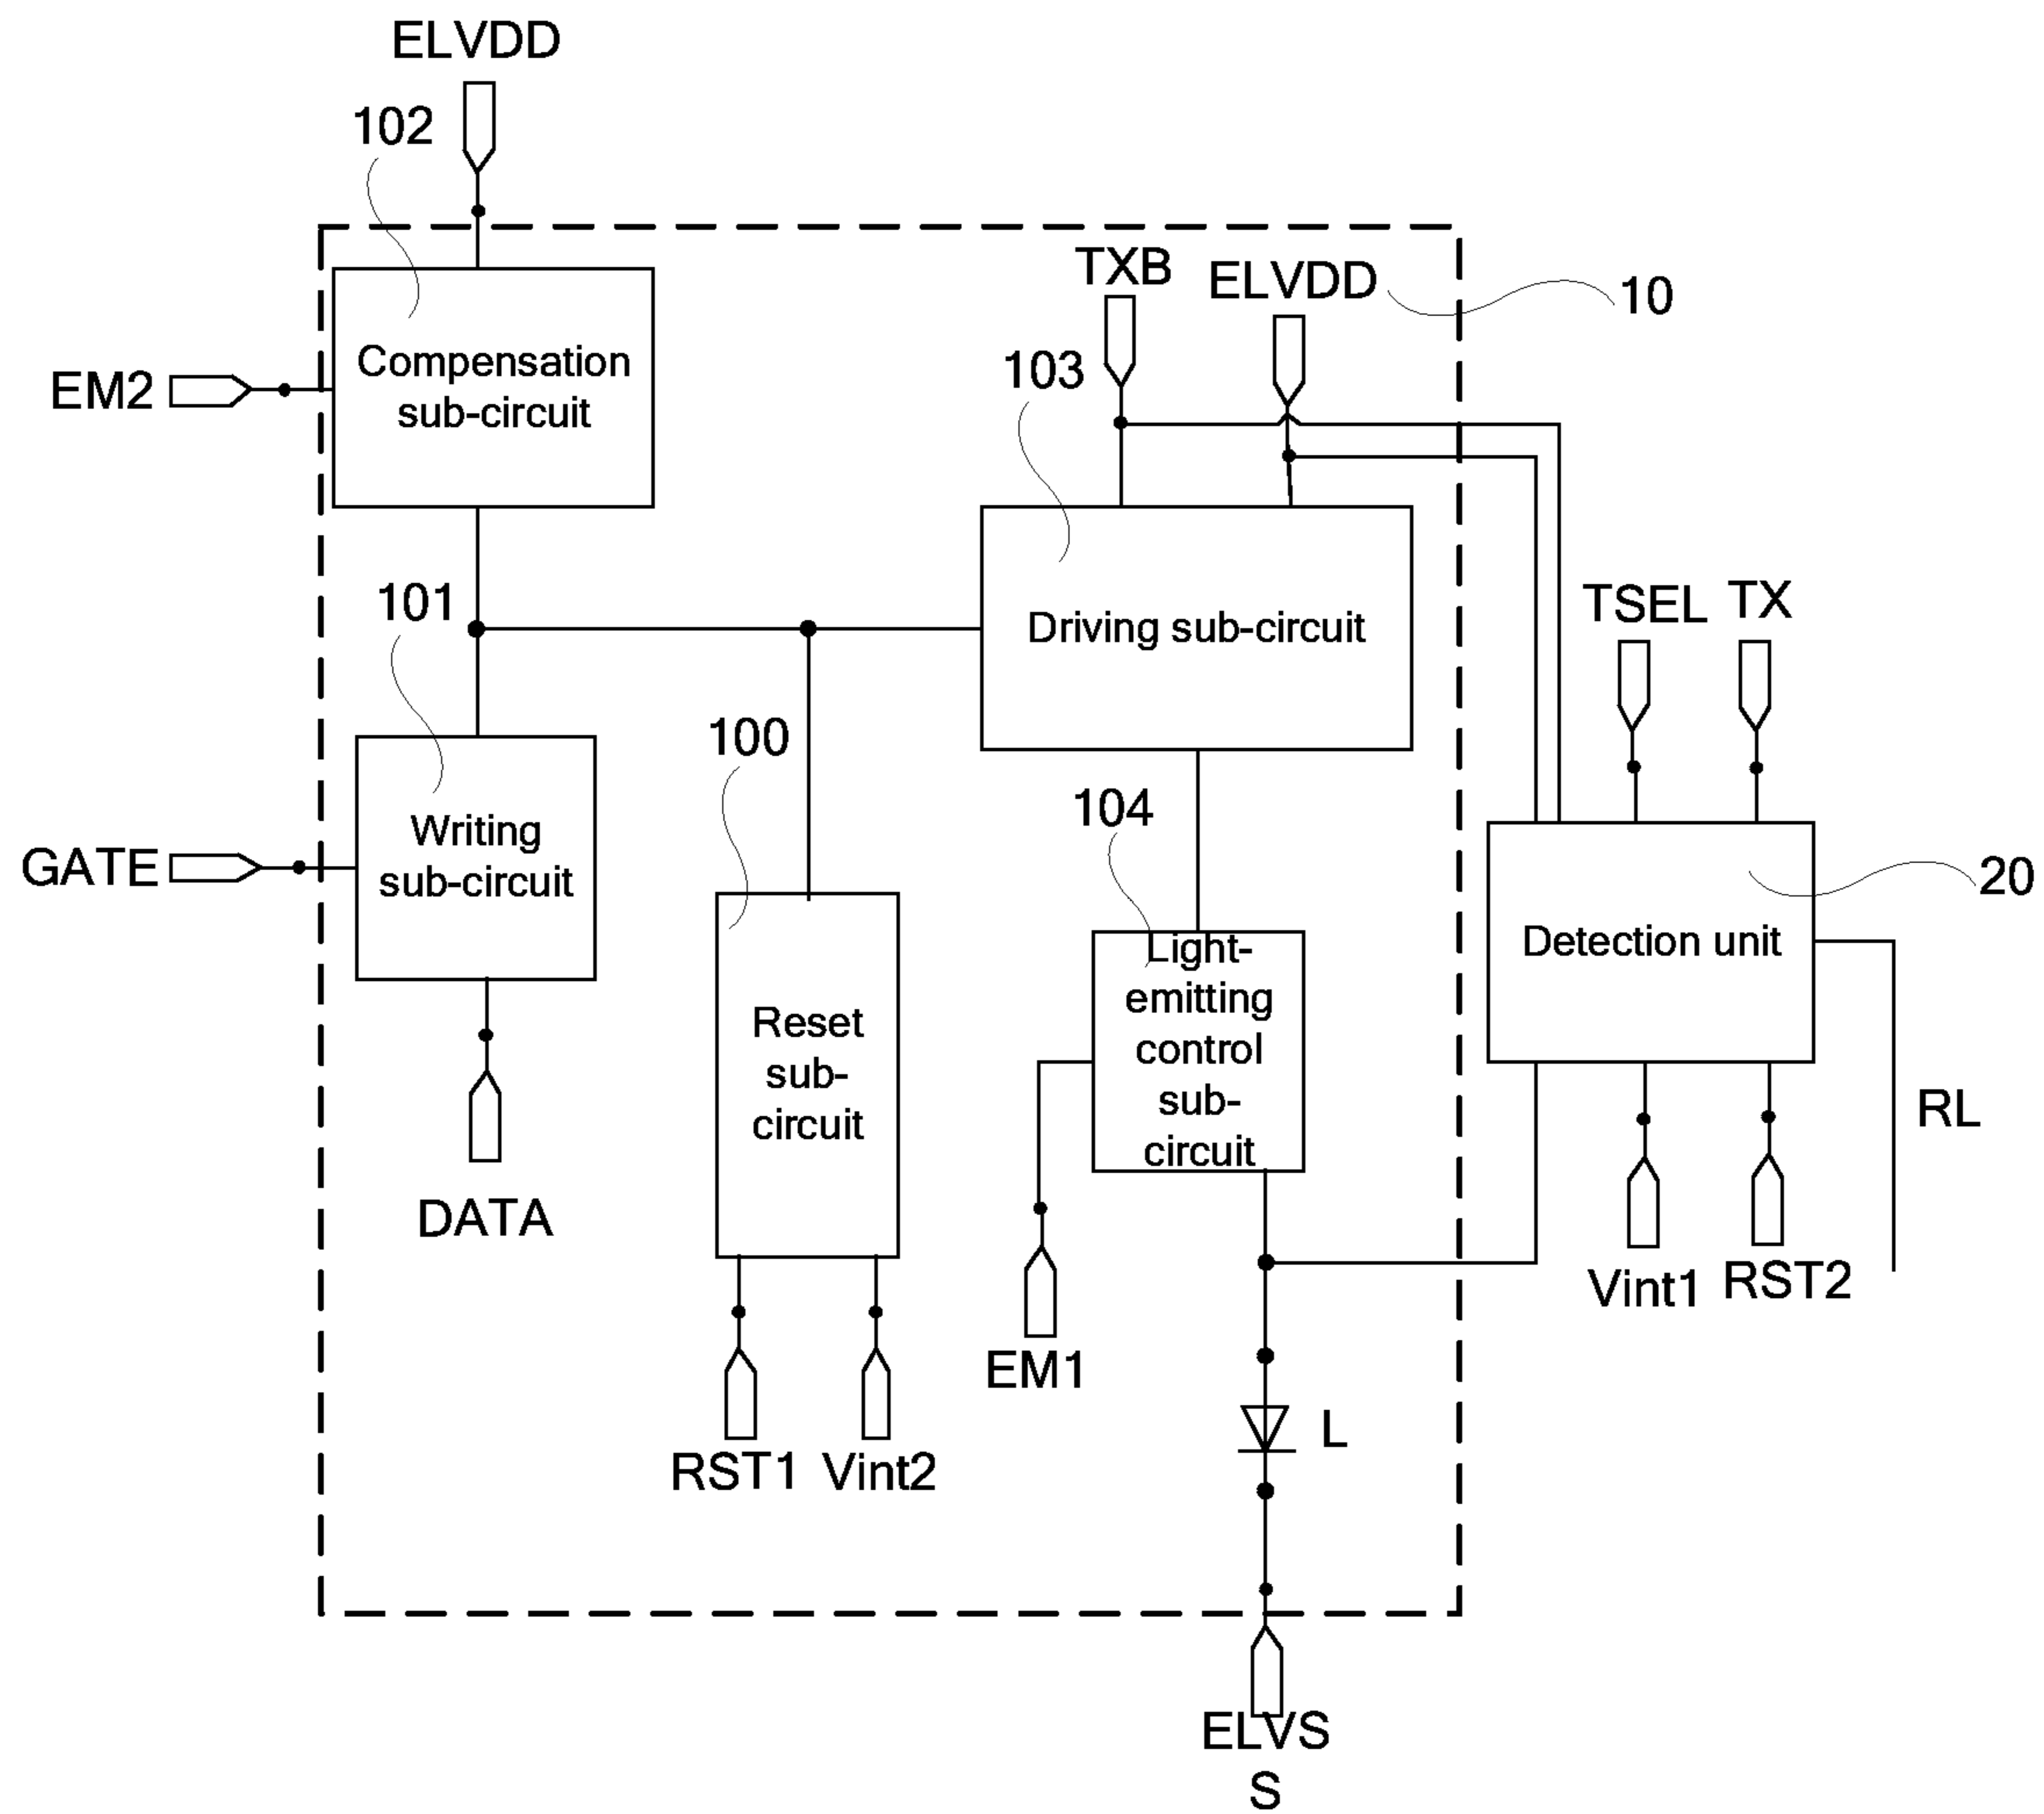 ELVDD
102
TXB
ELVDD
10
Compensation
sub-circuit
EM2
103
101
Driving sub-circuit
TSEL
TX
100
104
Writing
sub-circuit
GATE
20
Detection unit
Light-
emitting
control
sub-
circuit
Reset
sub-
circuit
RL
DATA
Vint1
RST2
EM1
L
RST1
Vint2
ELVS
S